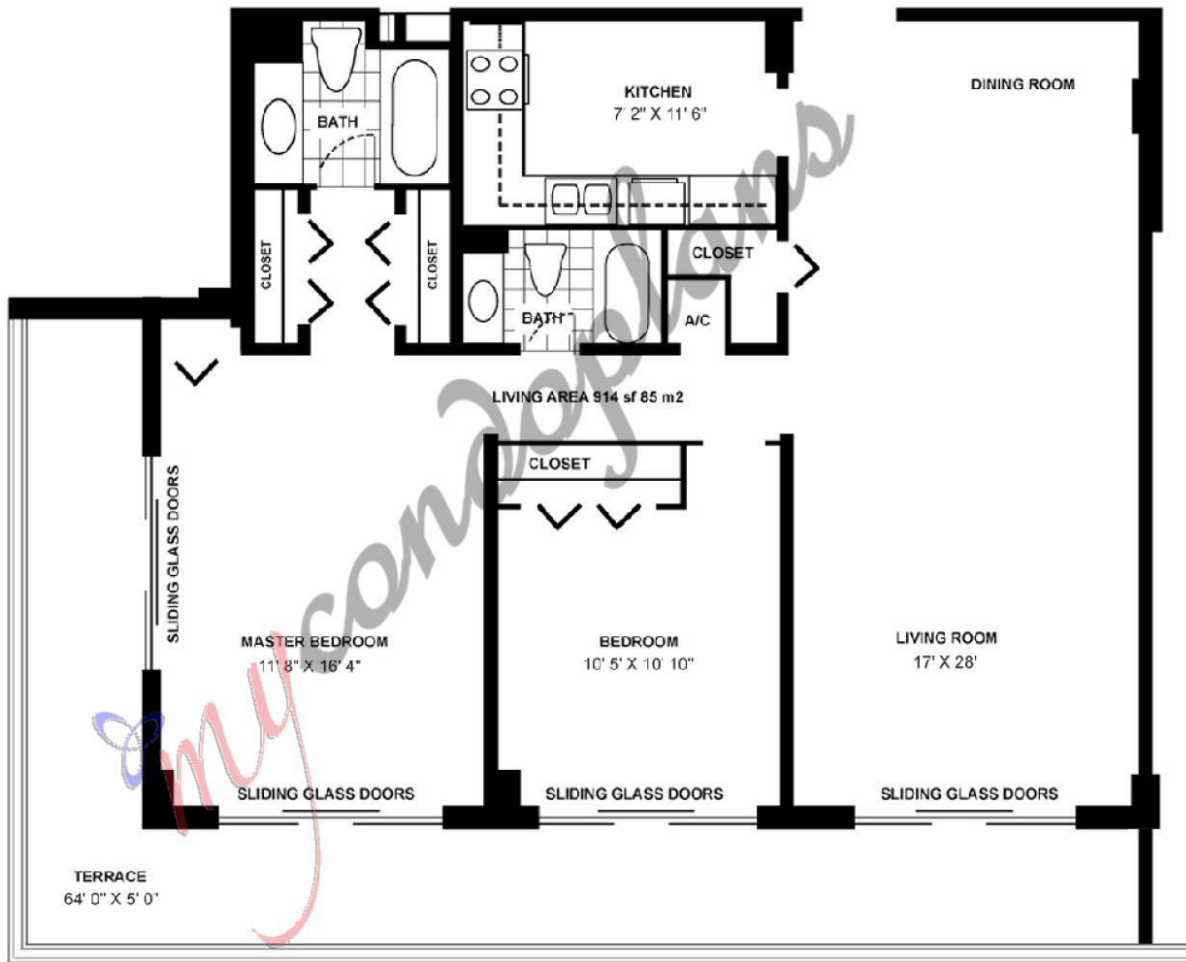 BATH
KITCHEN
7' 2" X 11' 6"
DINING ROOM
CLOSET
CLOSET
CLOSET
BATH
A/C
LIVING AREA 914 sf 85 m2
CLOSET
SLIDING GLASS DOORS
MASTER BEDROOM
11' 8" X 16' 4"
BEDROOM
10' 5' X 10' 10"
LIVING ROOM
17' X 28'
SLIDING GLASS DOORS
SLIDING GLASS DOORS
SLIDING GLASS DOORS
TERRACE
64' 0" X 5' 0"
mycondoplans